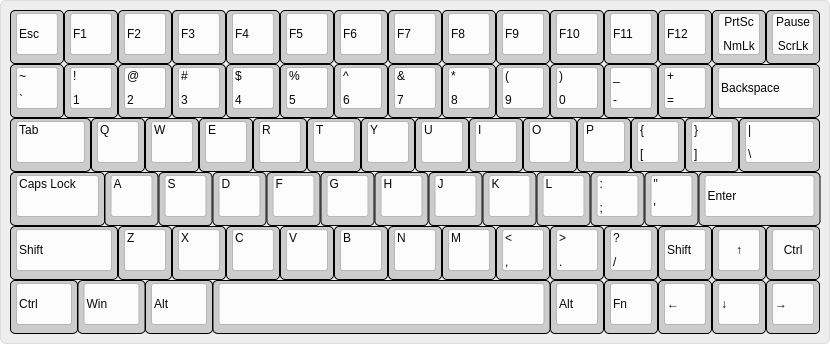 Esc F1 F2 F3 F4 F5 F6 F7 F8 F9 F10 F11 F12 PrtSc Pause
NmLk ScrLk
~ ! @ # $ % ^ & * ( ) _ +
` 1 2 3 4 5 6 7 8 9 0 - = Backspace
Tab Q W E R T Y U I O P { } |
[ ] \
Caps Lock A S D F G H J K L : " Enter
; '
Shift Z X C V B N M < > ? Shift ↑ Ctrl
, . /
Ctrl Win Alt Alt Fn ← ↓ →